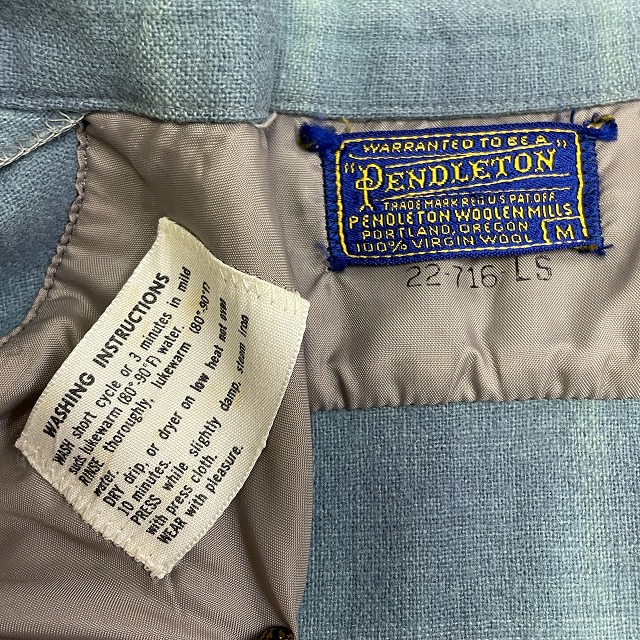 WARRANTED TO BE A
"PENDLETON"
TRADE MARK REG U.S. PAT. OFF.
PENDLETON WOOLEN MILLS
PORTLAND, OREGON
100% VIRGIN WOOL
M
22-716-LS
WASHING INSTRUCTIONS
WASH short cycle or 3 minutes in mild
suds lukewarm (80°-90°F) water.
RINSE thoroughly, lukewarm (80°-90°F)
water.
DRY drip, or dryer on low heat not over
10 minutes.
PRESS while slightly damp, steam iron
with press cloth.
WEAR with pleasure.